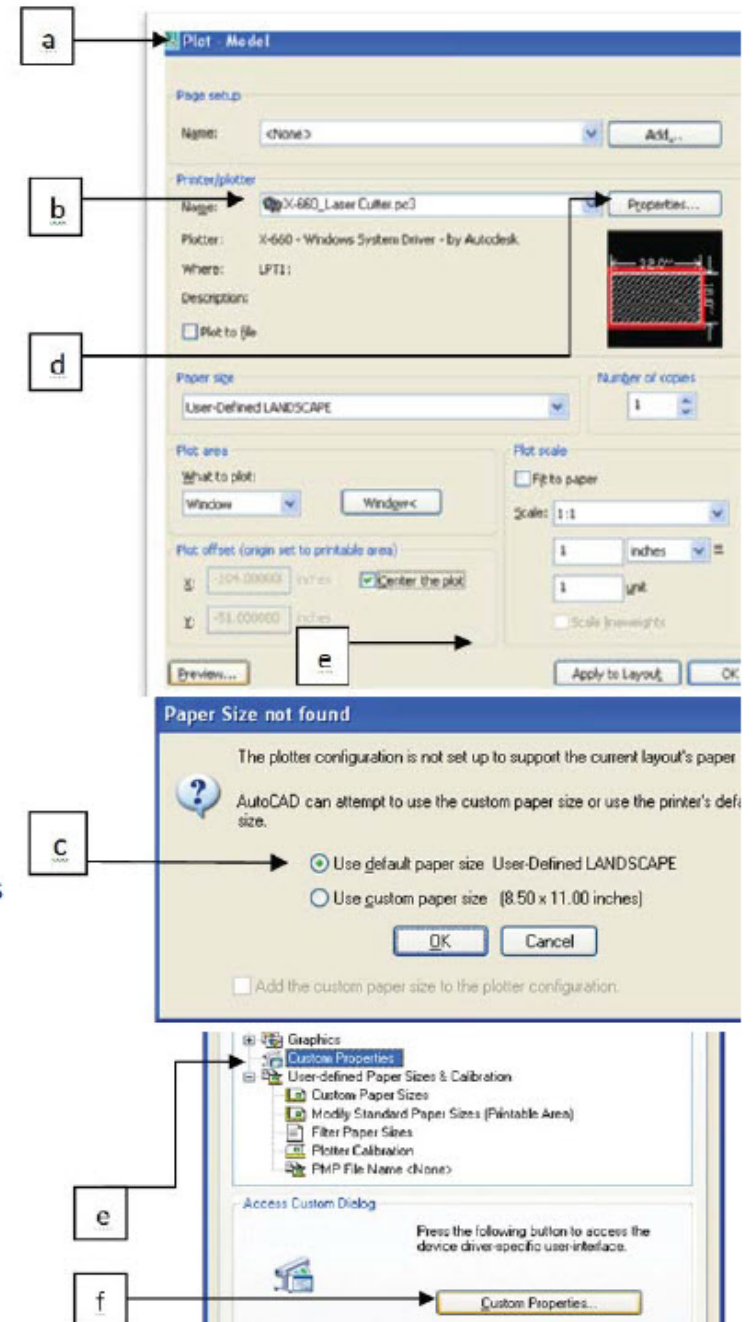 a
Plot - Model
Page setup
Name: <None> Add...
Printer/plotter
b
Name: X-660_Laser Cutter.pc3 Properties...
Plotter: X-660 - Windows System Driver - by Autodesk
Where: LPT1:
Description:
Plot to file
d
Paper size
Number of copies
User-Defined LANDSCAPE
1
Plot area
Plot scale
What to plot:
Fit to paper
Window
Window<
Scale: 1:1
Plot offset (origin set to printable area)
1 inches =
X: inches Center the plot
1 unit
Y: -51.000000 inches
Scale lineweights
e
Preview...
Apply to Layout OK
Paper Size not found
The plotter configuration is not set up to support the current layout's paper
AutoCAD can attempt to use the custom paper size or use the printer's defa
size.
c
Use default paper size User-Defined LANDSCAPE
s
Use custom paper size (8.50 x 11.00 inches)
OK Cancel
Add the custom paper size to the plotter configuration.
Graphics
Custom Properties
User-defined Paper Sizes & Calibration
Custom Paper Sizes
Modify Standard Paper Sizes (Printable Area)
Filter Paper Sizes
Plotter Calibration
PMP File Name <None>
e
Access Custom Dialog
Press the following button to access the
device driver-specific user-interface.
f
Custom Properties...